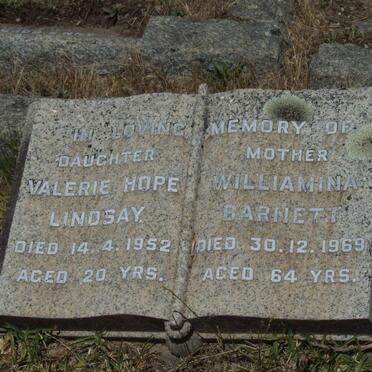 IN LOVING MEMORY OF
DAUGHTER
VALERIE HOPE
LINDSAY.
DIED 14.4.1952
AGED 20 YRS.
MOTHER
WILLIAMINA
BARNETT
DIED 30.12.1969
AGED 64 YRS.